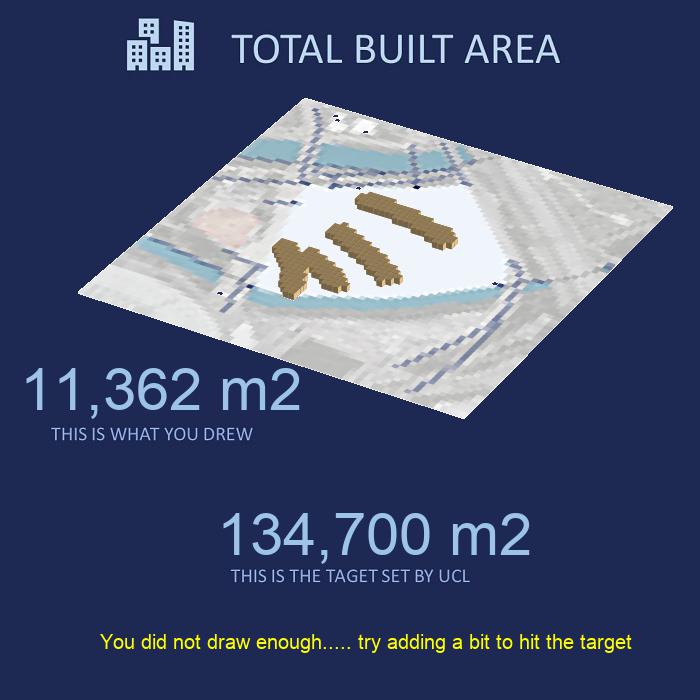 TOTAL BUILT AREA
11,362 m2
THIS IS WHAT YOU DREW
134,700 m2
THIS IS THE TAGET SET BY UCL
You did not draw enough..... try adding a bit to hit the target